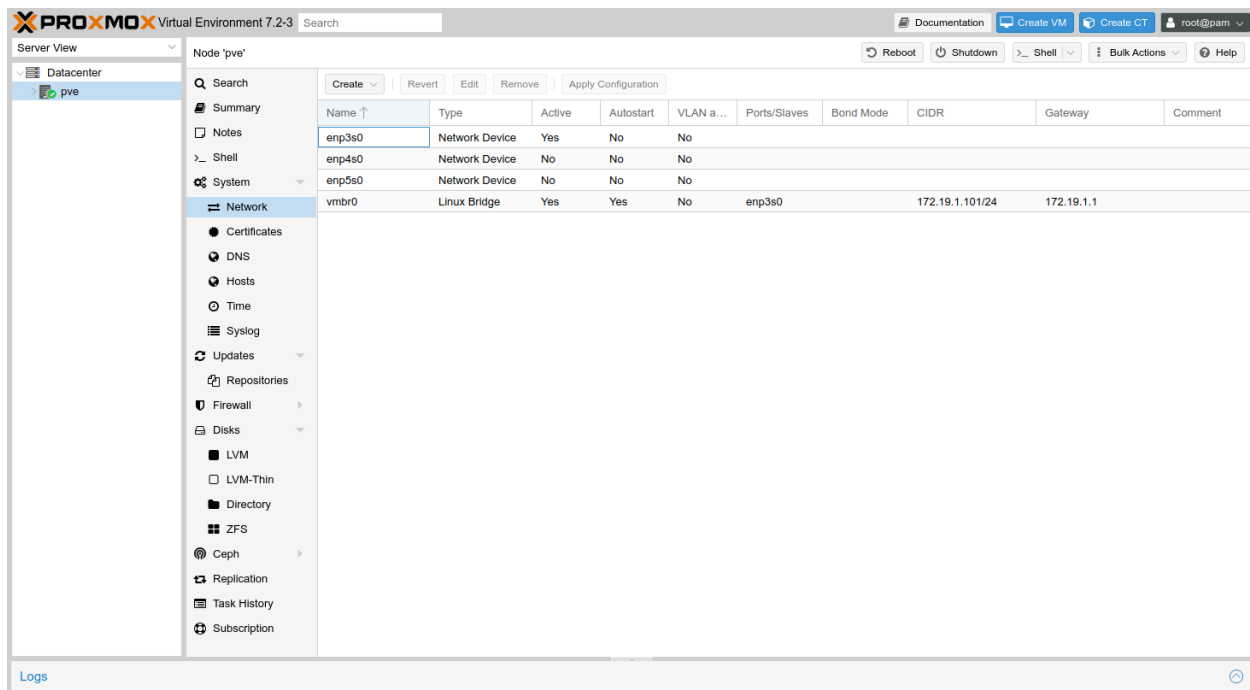 PROXMOX Virtual Environment 7.2-3 Search Documentation Create VM Create CT root@pam
Server View
Node 'pve' Reboot Shutdown >_ Shell Bulk Actions Help
Datacenter
pve
Search
Summary
Notes
>_ Shell
System
Network
Certificates
DNS
Hosts
Time
Syslog
Updates
Repositories
Firewall
Disks
LVM
LVM-Thin
Directory
ZFS
Ceph
Replication
Task History
Subscription
Create Revert Edit Remove Apply Configuration
Name ↑ Type Active Autostart VLAN a... Ports/Slaves Bond Mode CIDR Gateway Comment
enp3s0 Network Device Yes No No
enp4s0 Network Device No No No
enp5s0 Network Device No No No
vmbr0 Linux Bridge Yes Yes No enp3s0 172.19.1.101/24 172.19.1.1
Logs